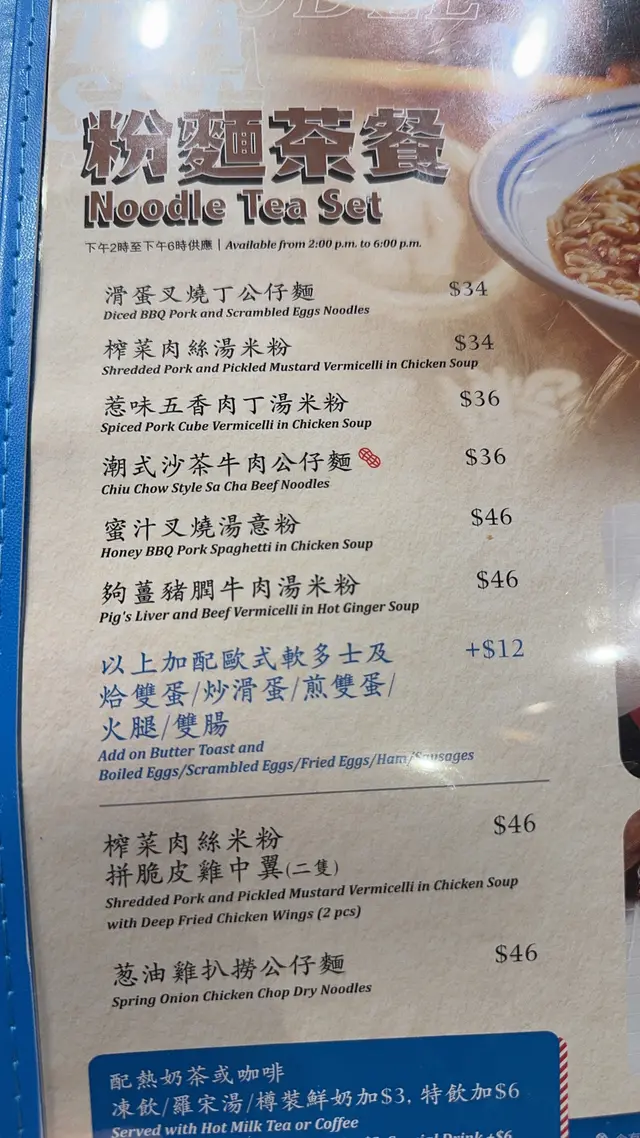 粉麵茶餐
Noodle Tea Set
下午2時至下午6時供應 | Available from 2:00 p.m. to 6:00 p.m.
滑蛋叉燒丁公仔麵 $34
Diced BBQ Pork and Scrambled Eggs Noodles
榨菜肉絲湯米粉 $34
Shredded Pork and Pickled Mustard Vermicelli in Chicken Soup
惹味五香肉丁湯米粉 $36
Spiced Pork Cube Vermicelli in Chicken Soup
潮式沙茶牛肉公仔麵 $36
Chiu Chow Style Sa Cha Beef Noodles
蜜汁叉燒湯意粉 $46
Honey BBQ Pork Spaghetti in Chicken Soup
夠薑豬膶牛肉湯米粉 $46
Pig's Liver and Beef Vermicelli in Hot Ginger Soup
以上加配歐式軟多士及 +$12
烚雙蛋/炒滑蛋/煎雙蛋/
火腿/雙腸
Add on Butter Toast and
Boiled Eggs/Scrambled Eggs/Fried Eggs/Ham/Sausages
榨菜肉絲米粉 $46
拼脆皮雞中翼(二隻)
Shredded Pork and Pickled Mustard Vermicelli in Chicken Soup
with Deep Fried Chicken Wings (2 pcs)
葱油雞扒撈公仔麵 $46
Spring Onion Chicken Chop Dry Noodles
配熱奶茶或咖啡
凍飲/羅宋湯/樽裝鮮奶加$3, 特飲加$6
Served with Hot Milk Tea or Coffee
Special Drink +$6